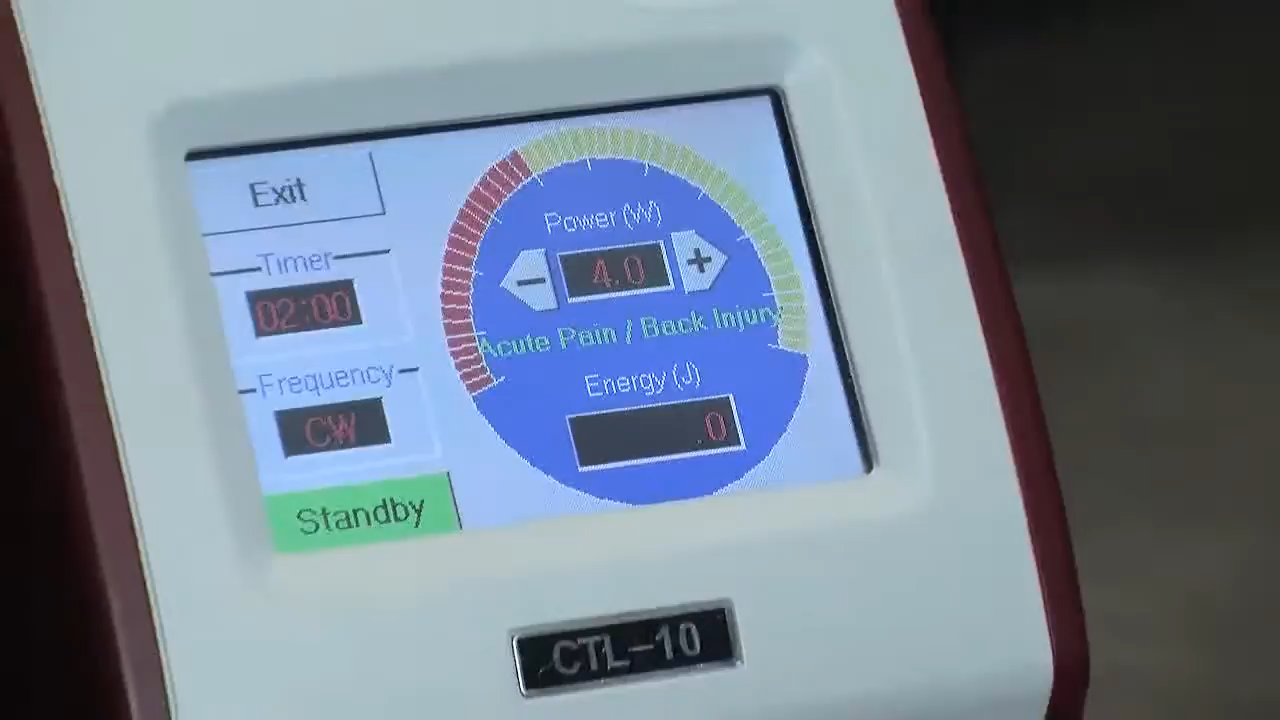 Exit
Timer
02:00
Frequency
CW
Standby
Power (W)
−
4.0
+
Acute Pain / Back Injury
Energy (J)
0
CTL-10